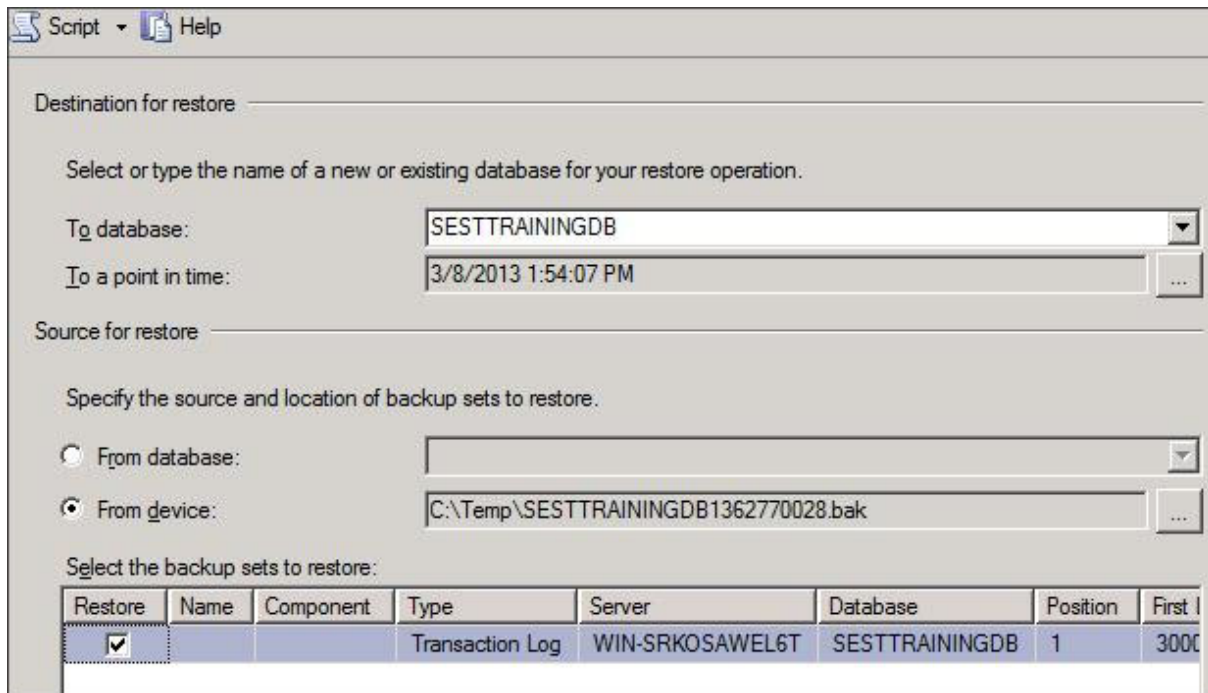 Script Help
Destination for restore
Select or type the name of a new or existing database for your restore operation.
To database: SESTTRAININGDB
To a point in time: 3/8/2013 1:54:07 PM ...
Source for restore
Specify the source and location of backup sets to restore.
From database:
From device: C:\Temp\SESTTRAININGDB1362770028.bak ...
Select the backup sets to restore:
Restore Name Component Type Server Database Position First
Transaction Log WIN-SRKOSAWEL6T SESTTRAININGDB 1 3000